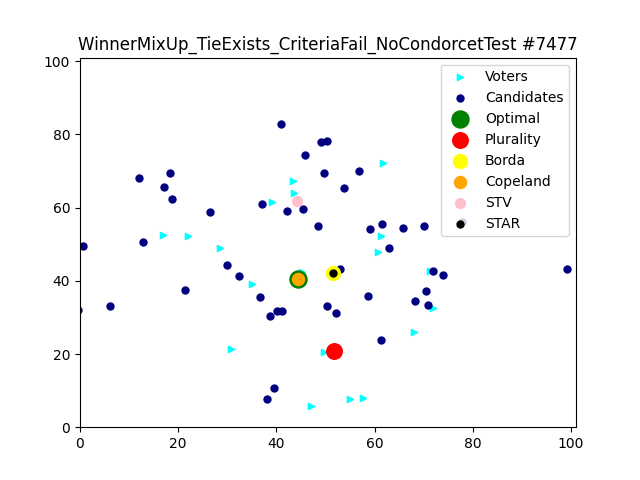 WinnerMixUp_TieExists_CriteriaFail_NoCondorcetTest #7477
100
80
60
40
20
0
0
20
40
60
80
100
Voters
Candidates
Optimal
Plurality
Borda
Copeland
STV
STAR